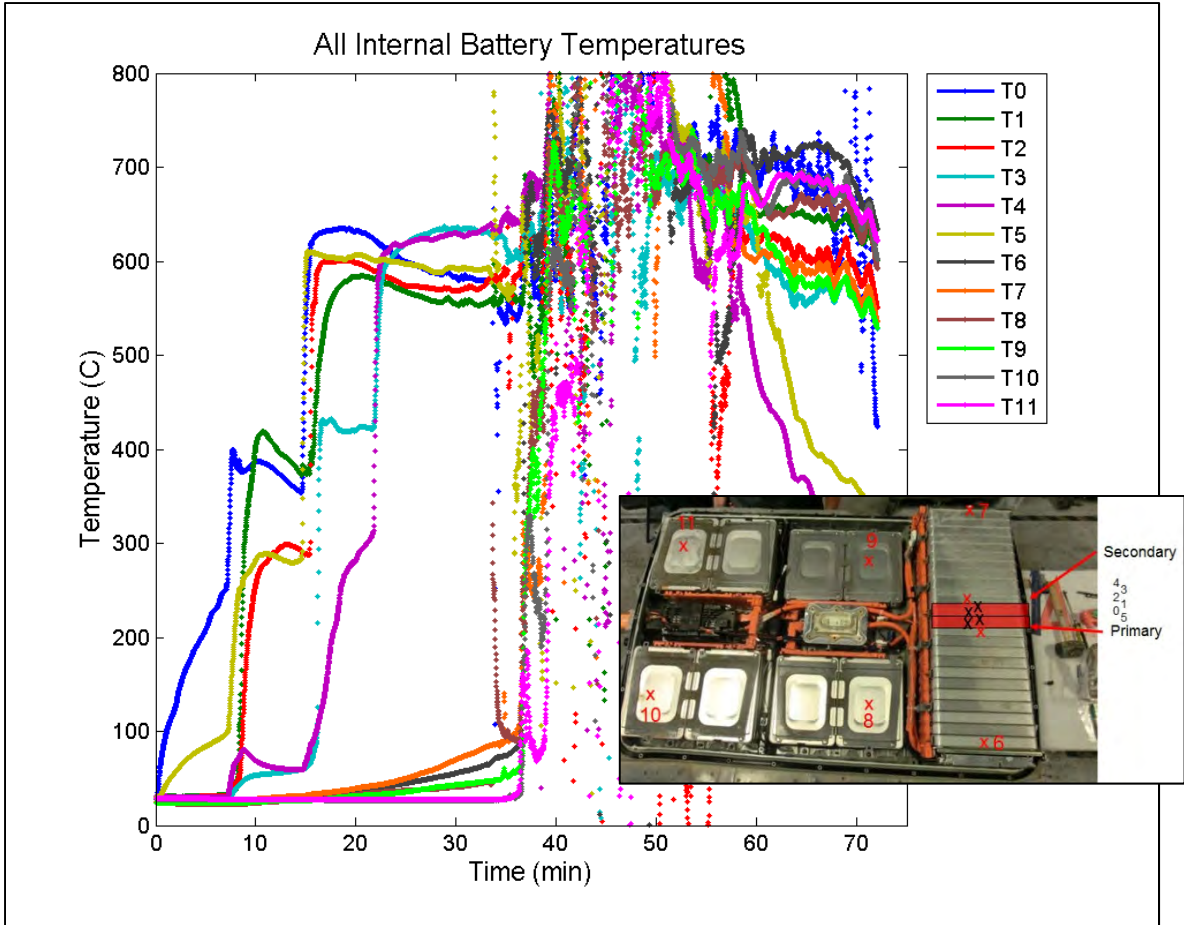 All Internal Battery Temperatures
800
700
600
500
400
300
200
100
0
Temperature (C)
0
10
20
30
40
50
60
70
Time (min)
T0
T1
T2
T3
T4
T5
T6
T7
T8
T9
T10
T11
11
x
9
x
x
10
x
8
x 7
x
x
x
x
x
x
x 6
Secondary
4
3
2
1
0
5
Primary